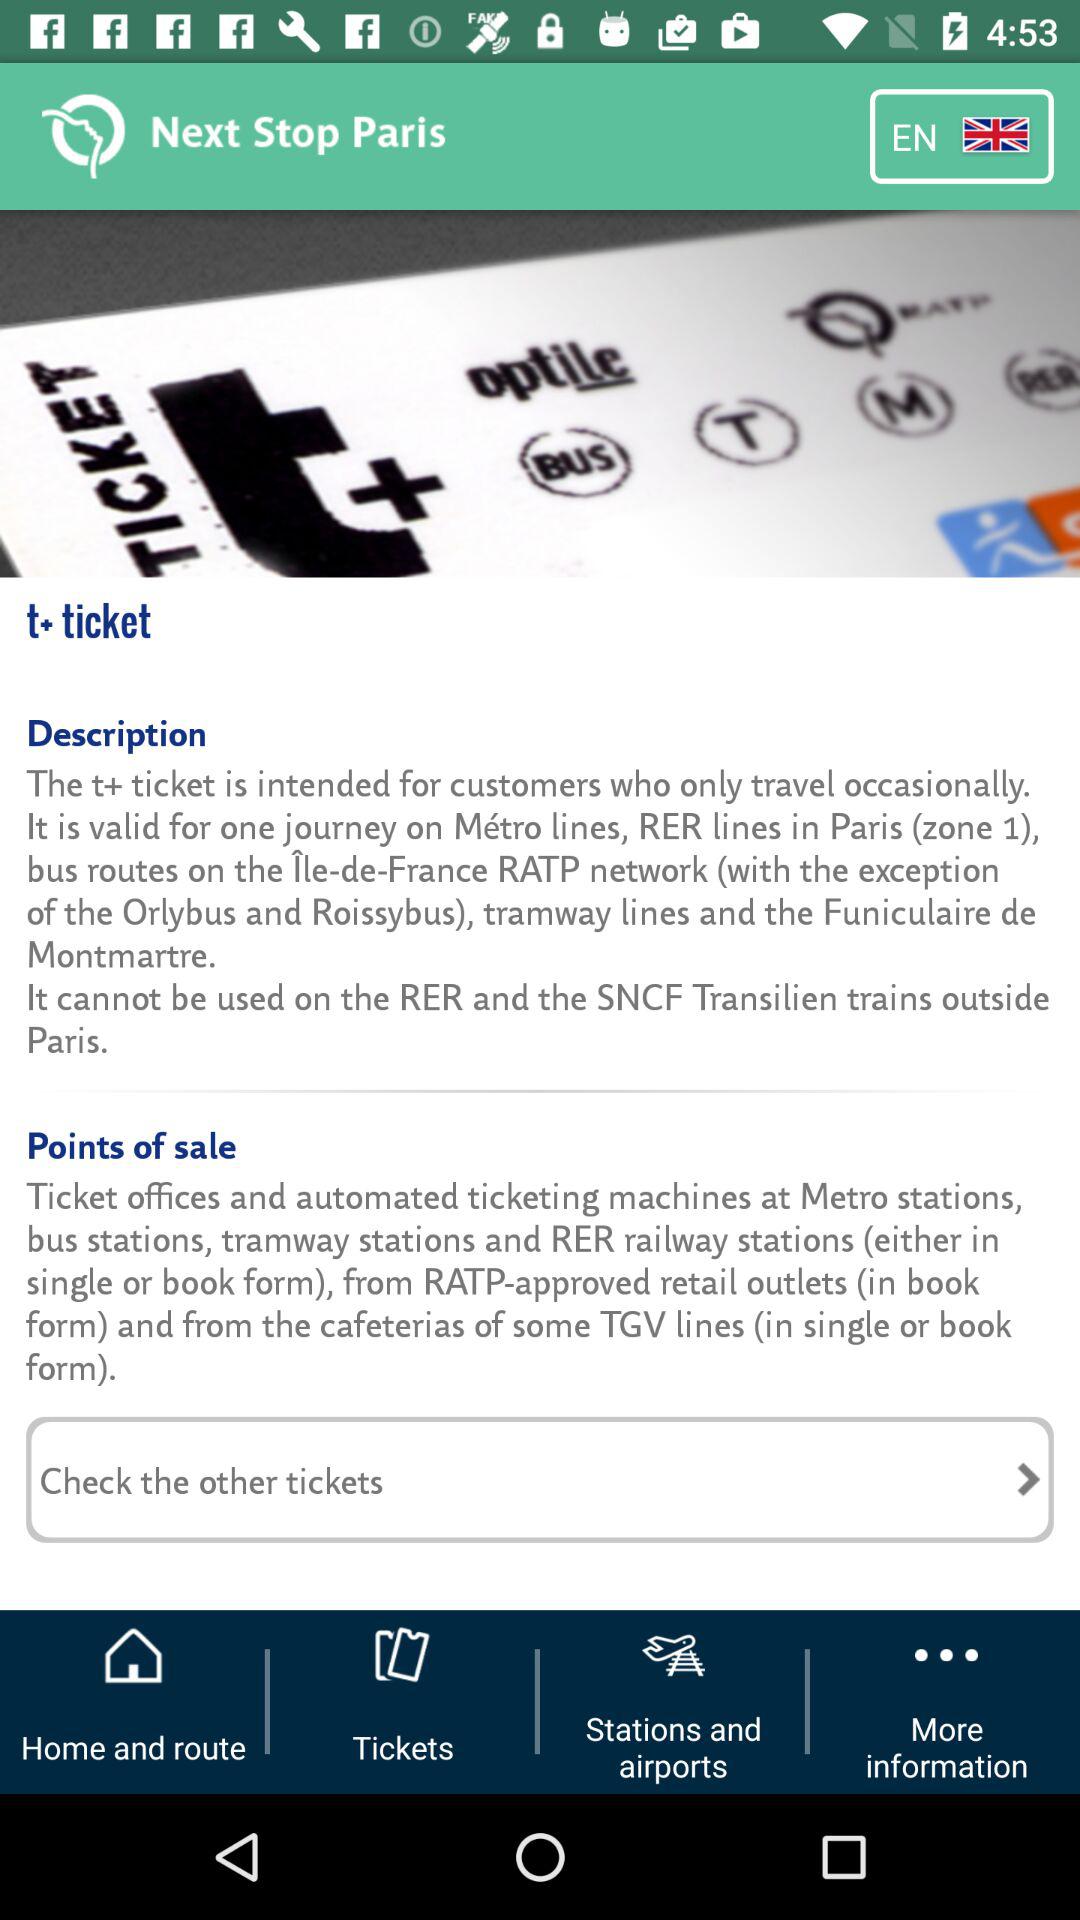 FAKE
4:53
Next Stop Paris
EN
TICKET
t+
optile
RATP
BUS
T
M
RER
t+ ticket
Description
The t+ ticket is intended for customers who only travel occasionally.
It is valid for one journey on Métro lines, RER lines in Paris (zone 1),
bus routes on the Île-de-France RATP network (with the exception
of the Orlybus and Roissybus), tramway lines and the Funiculaire de
Montmartre.
It cannot be used on the RER and the SNCF Transilien trains outside
Paris.
Points of sale
Ticket offices and automated ticketing machines at Metro stations,
bus stations, tramway stations and RER railway stations (either in
single or book form), from RATP-approved retail outlets (in book
form) and from the cafeterias of some TGV lines (in single or book
form).
Check the other tickets
Home and route
Tickets
Stations and
airports
More
information